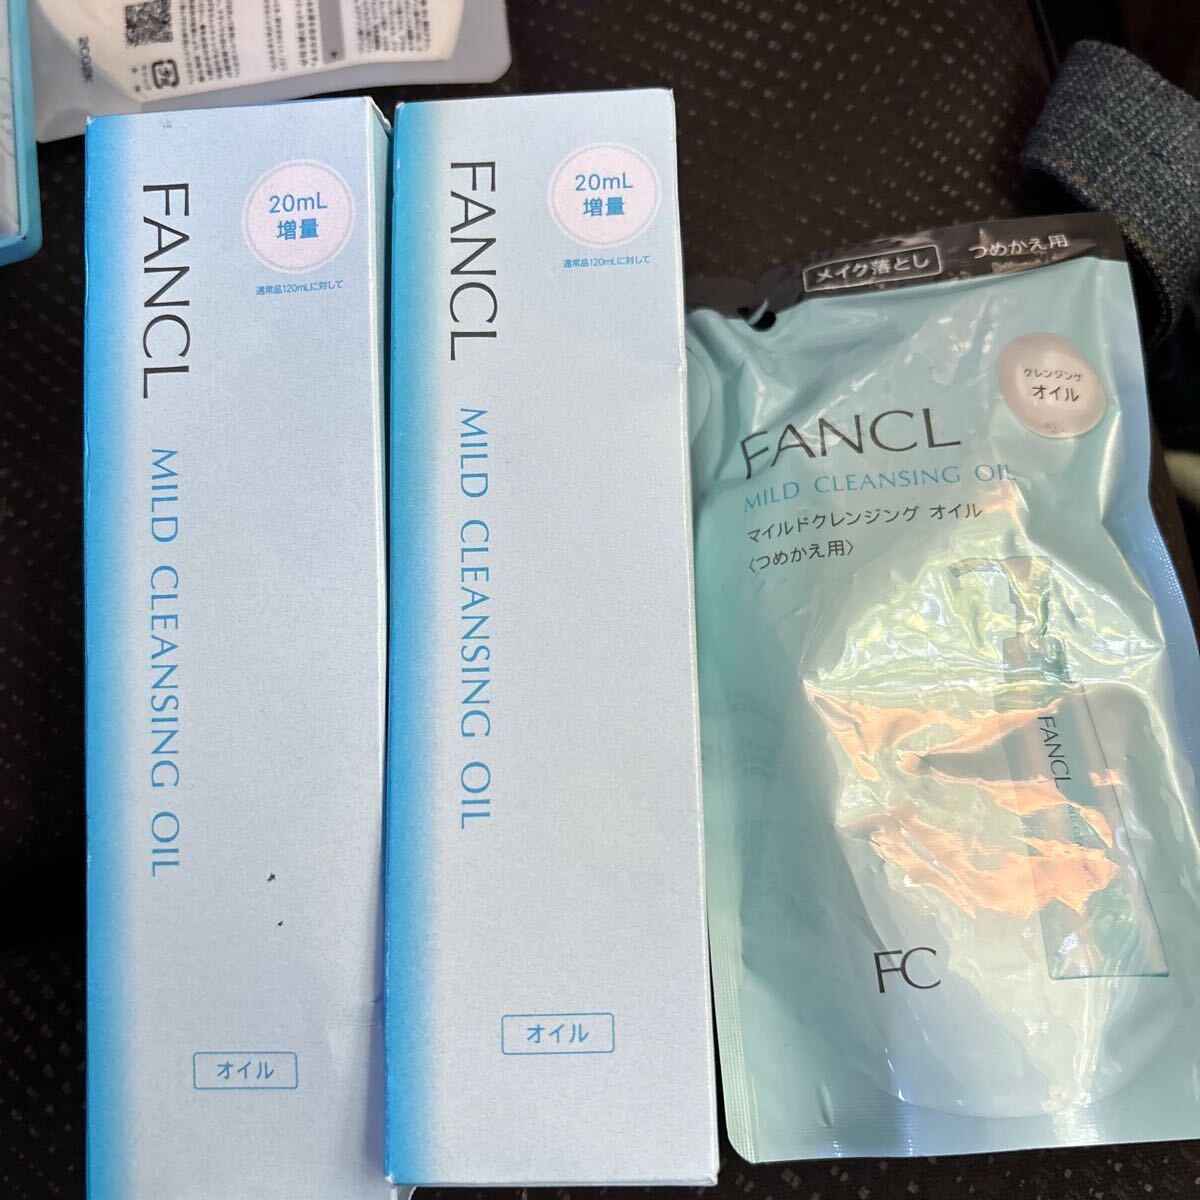 FANCL
MILD CLEANSING OIL
20mL
増量
通常品120mLに対して
オイル
FANCL
MILD CLEANSING OIL
20mL
増量
通常品120mLに対して
オイル
メイク落とし
つめかえ用
クレンジング
オイル
FANCL
MILD CLEANSING OIL
マイルドクレンジング オイル
〈つめかえ用〉
FANCL
FC